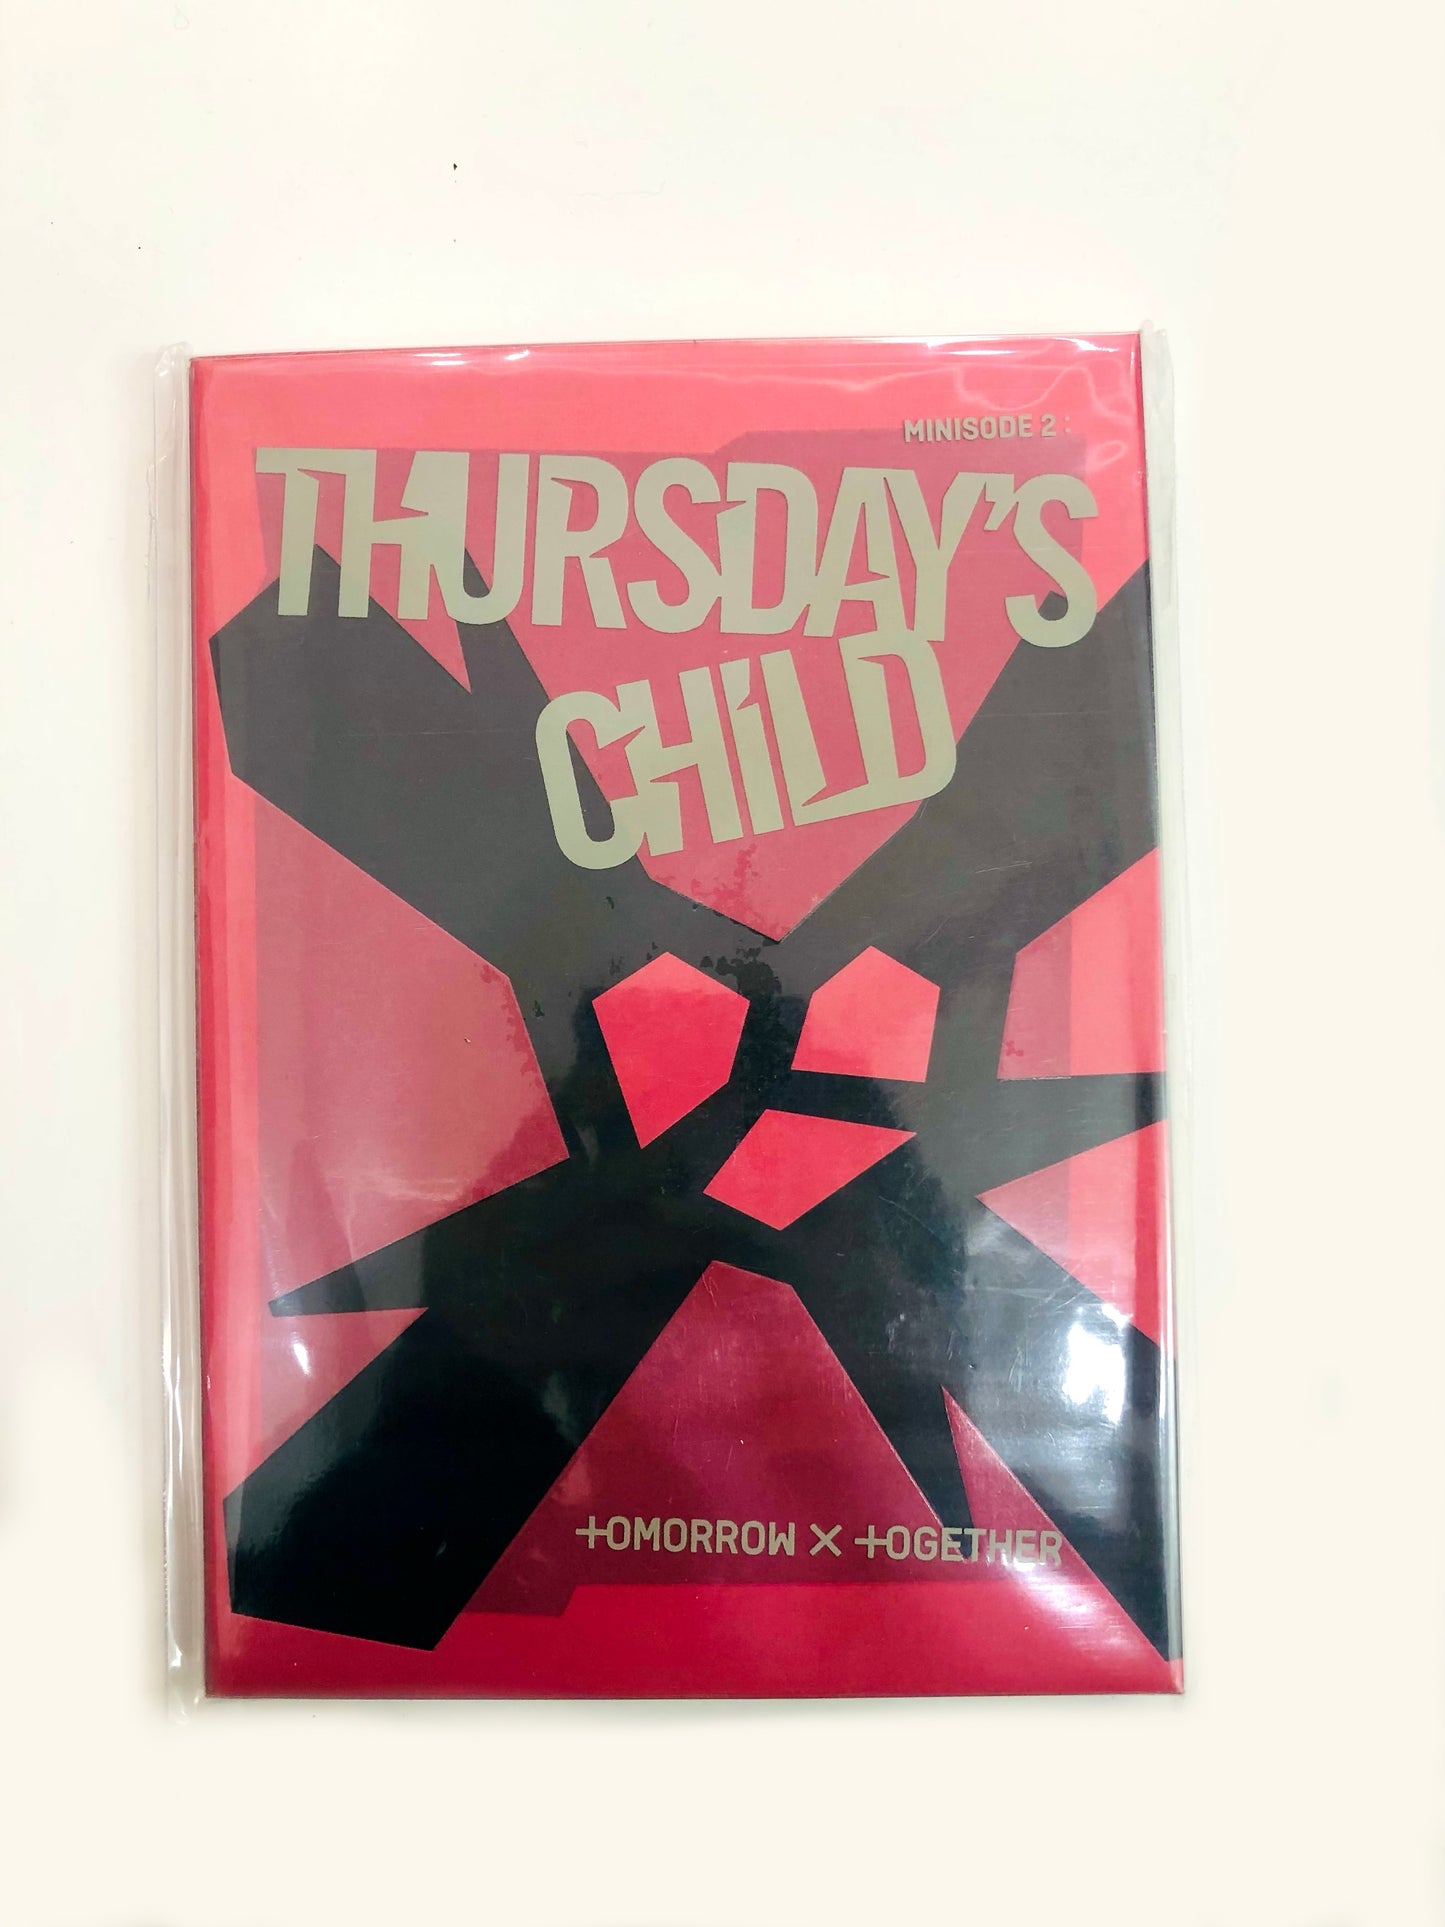 MINISODE 2:
THURSDAY'S
CHiLD
tOMORROW × tOGETHER